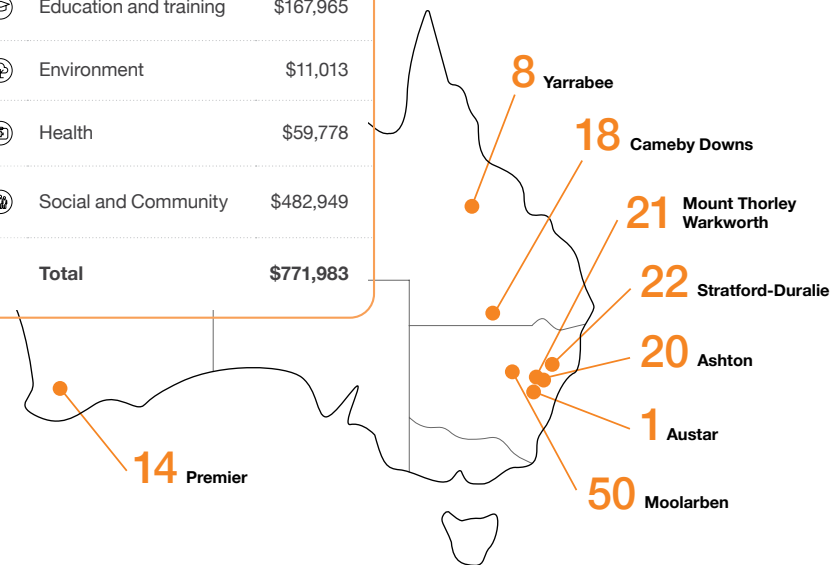 Education and training $167,965
Environment $11,013
Health $59,778
Social and Community $482,949
Total $771,983
8 Yarrabee
18 Cameby Downs
21 Mount Thorley
Warkworth
22 Stratford-Duralie
20 Ashton
1 Austar
50 Moolarben
14 Premier